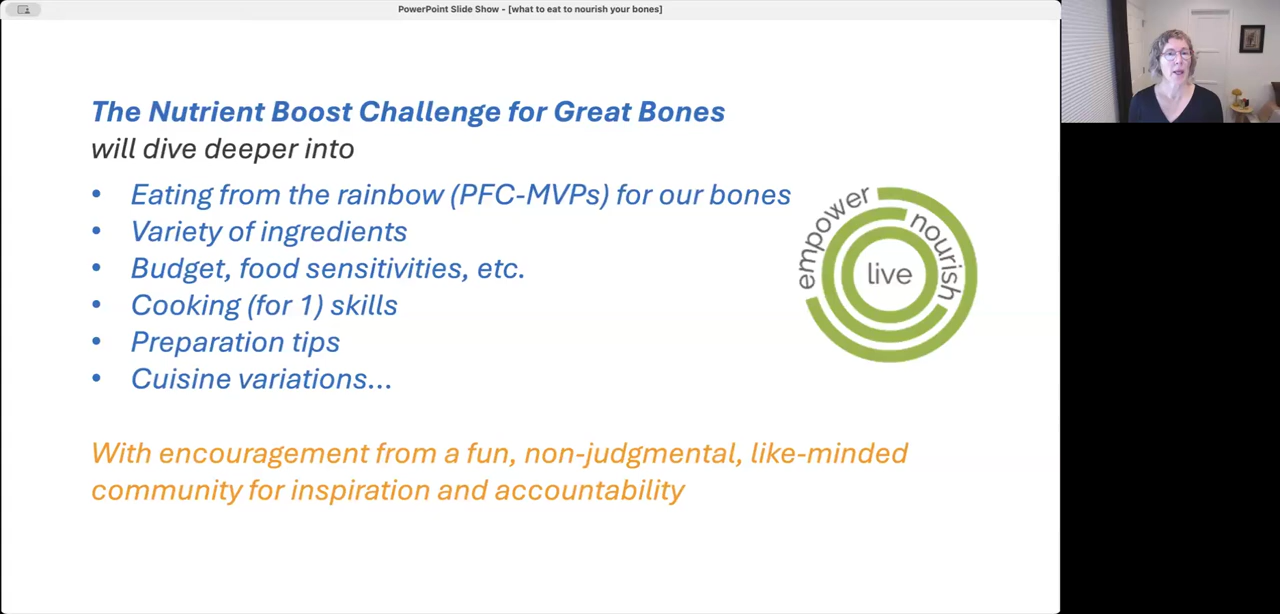 PowerPoint Slide Show - [what to eat to nourish your bones]
The Nutrient Boost Challenge for Great Bones
will dive deeper into
• Eating from the rainbow (PFC-MVPs) for our bones
• Variety of ingredients
• Budget, food sensitivities, etc.
• Cooking (for 1) skills
• Preparation tips
• Cuisine variations...
empower
nourish
live
With encouragement from a fun, non-judgmental, like-minded
community for inspiration and accountability